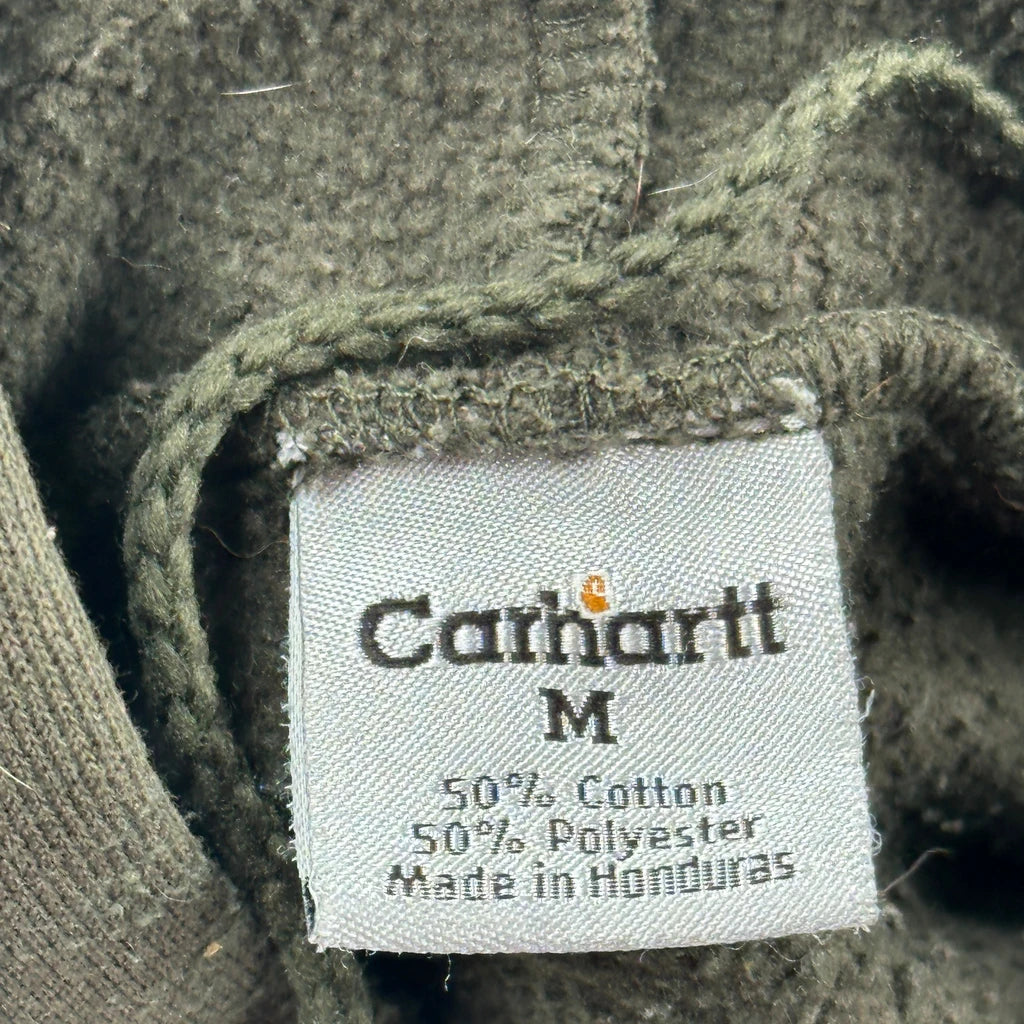 Carhartt
M
50% Cotton
50% Polyester
Made in Honduras